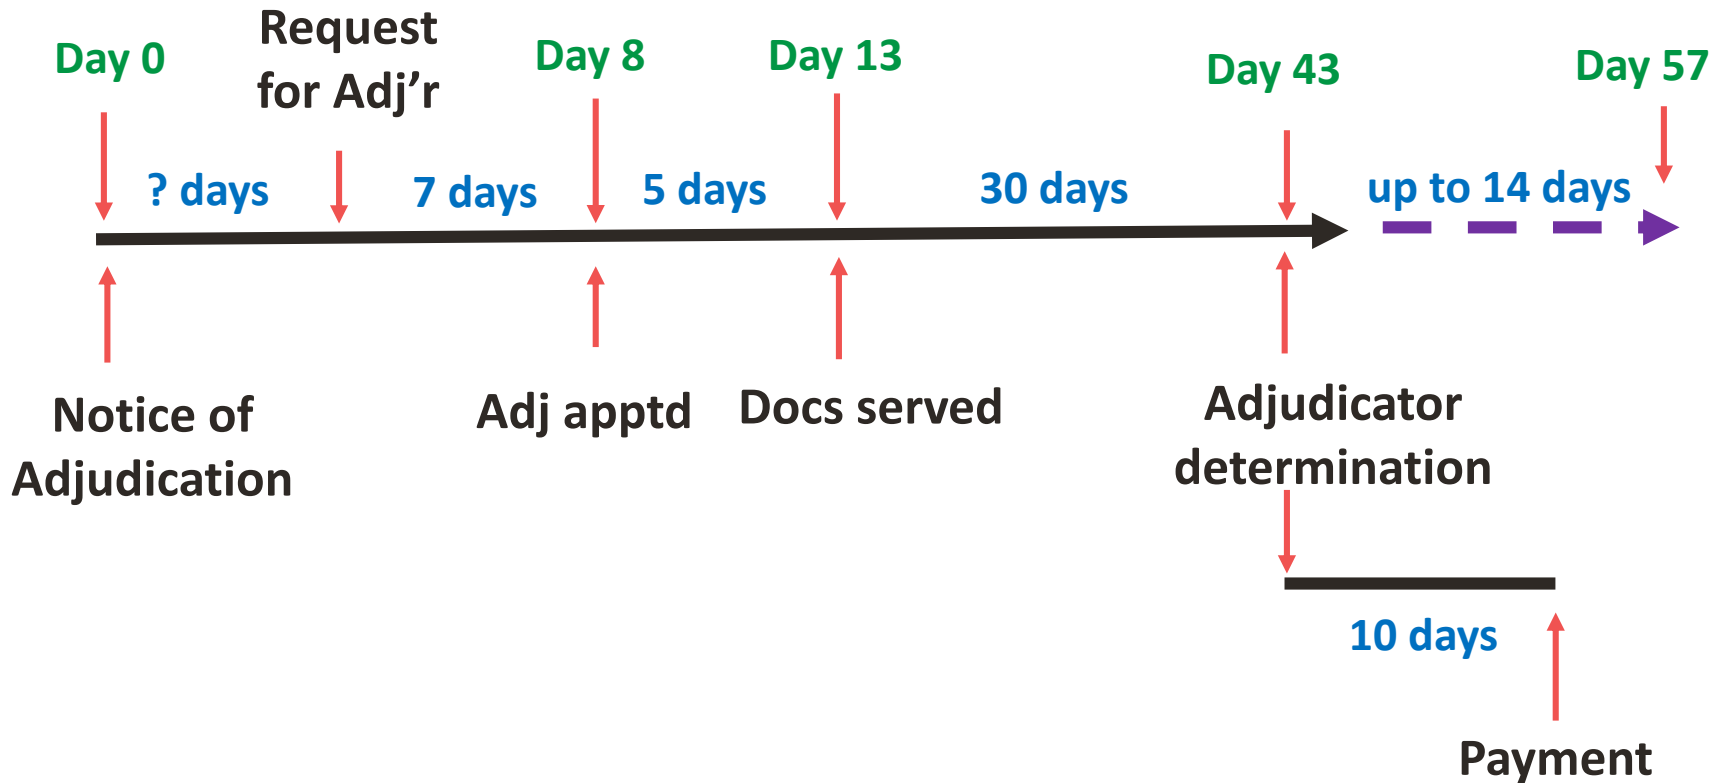 Day 0
Request
for Adj’r
Day 8
Day 13
Day 43
Day 57
? days
7 days
5 days
30 days
up to 14 days
Notice of
Adjudication
Adj apptd
Docs served
Adjudicator
determination
10 days
Payment